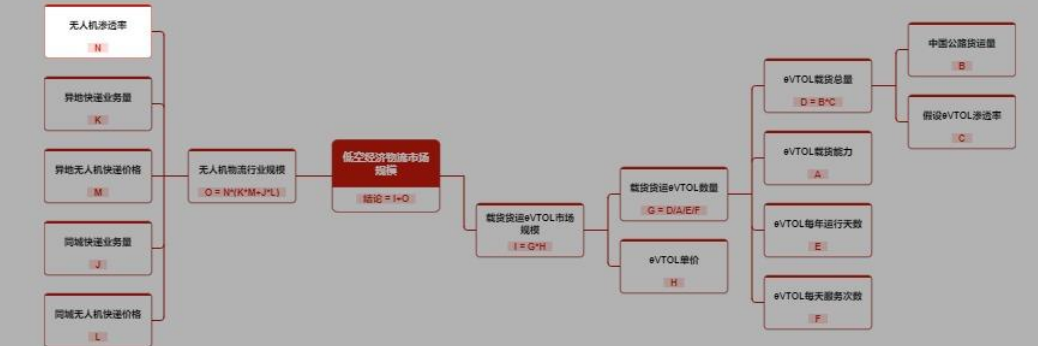 无人机渗透率
N
异地快递业务量
K
异地无人机快递价格
M
同城快递业务量
J
同城无人机快递价格
L
无人机物流行业规模
O = N*(K*M+J*L)
低空经济物流市场
规模
结论 = I+O
载货货运eVTOL市场
规模
I = G*H
载货货运eVTOL数量
G = D/A/E/F
eVTOL单价
H
eVTOL载货总量
D = B*C
eVTOL载货能力
A
eVTOL每年运行天数
E
eVTOL每天服务次数
F
中国公路货运量
B
假设eVTOL渗透率
C